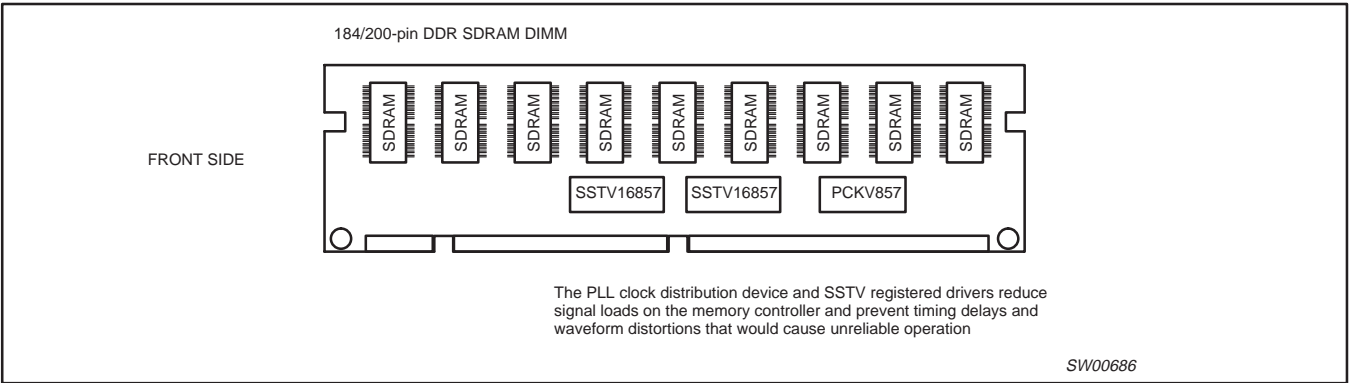 184/200-pin DDR SDRAM DIMM
SDRAM SDRAM SDRAM SDRAM SDRAM SDRAM SDRAM SDRAM SDRAM
FRONT SIDE
SSTV16857 SSTV16857 PCKV857
The PLL clock distribution device and SSTV registered drivers reduce
signal loads on the memory controller and prevent timing delays and
waveform distortions that would cause unreliable operation
SW00686